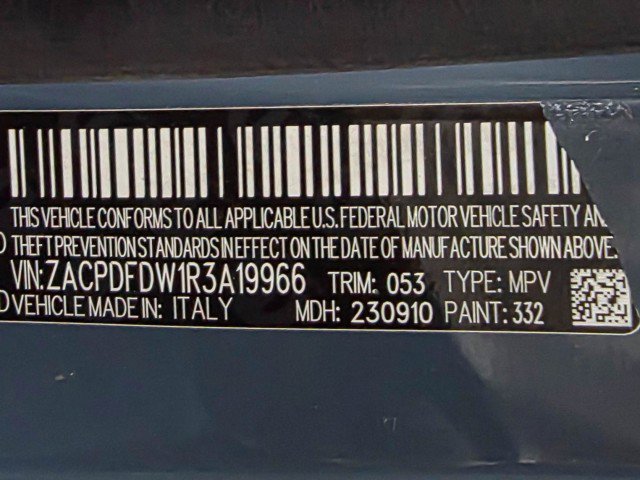 THIS VEHICLE CONFORMS TO ALL APPLICABLE U.S. FEDERAL MOTOR VEHICLE SAFETY
THEFT PREVENTION STANDARDS IN EFFECT ON THE DATE OF MANUFACTURE SHOWN ABOVE.
VIN:ZACPDFDW1R3A19966 TRIM: 053 TYPE: MPV
VEHICLE MADE IN: ITALY MDH: 230910 PAINT: 332